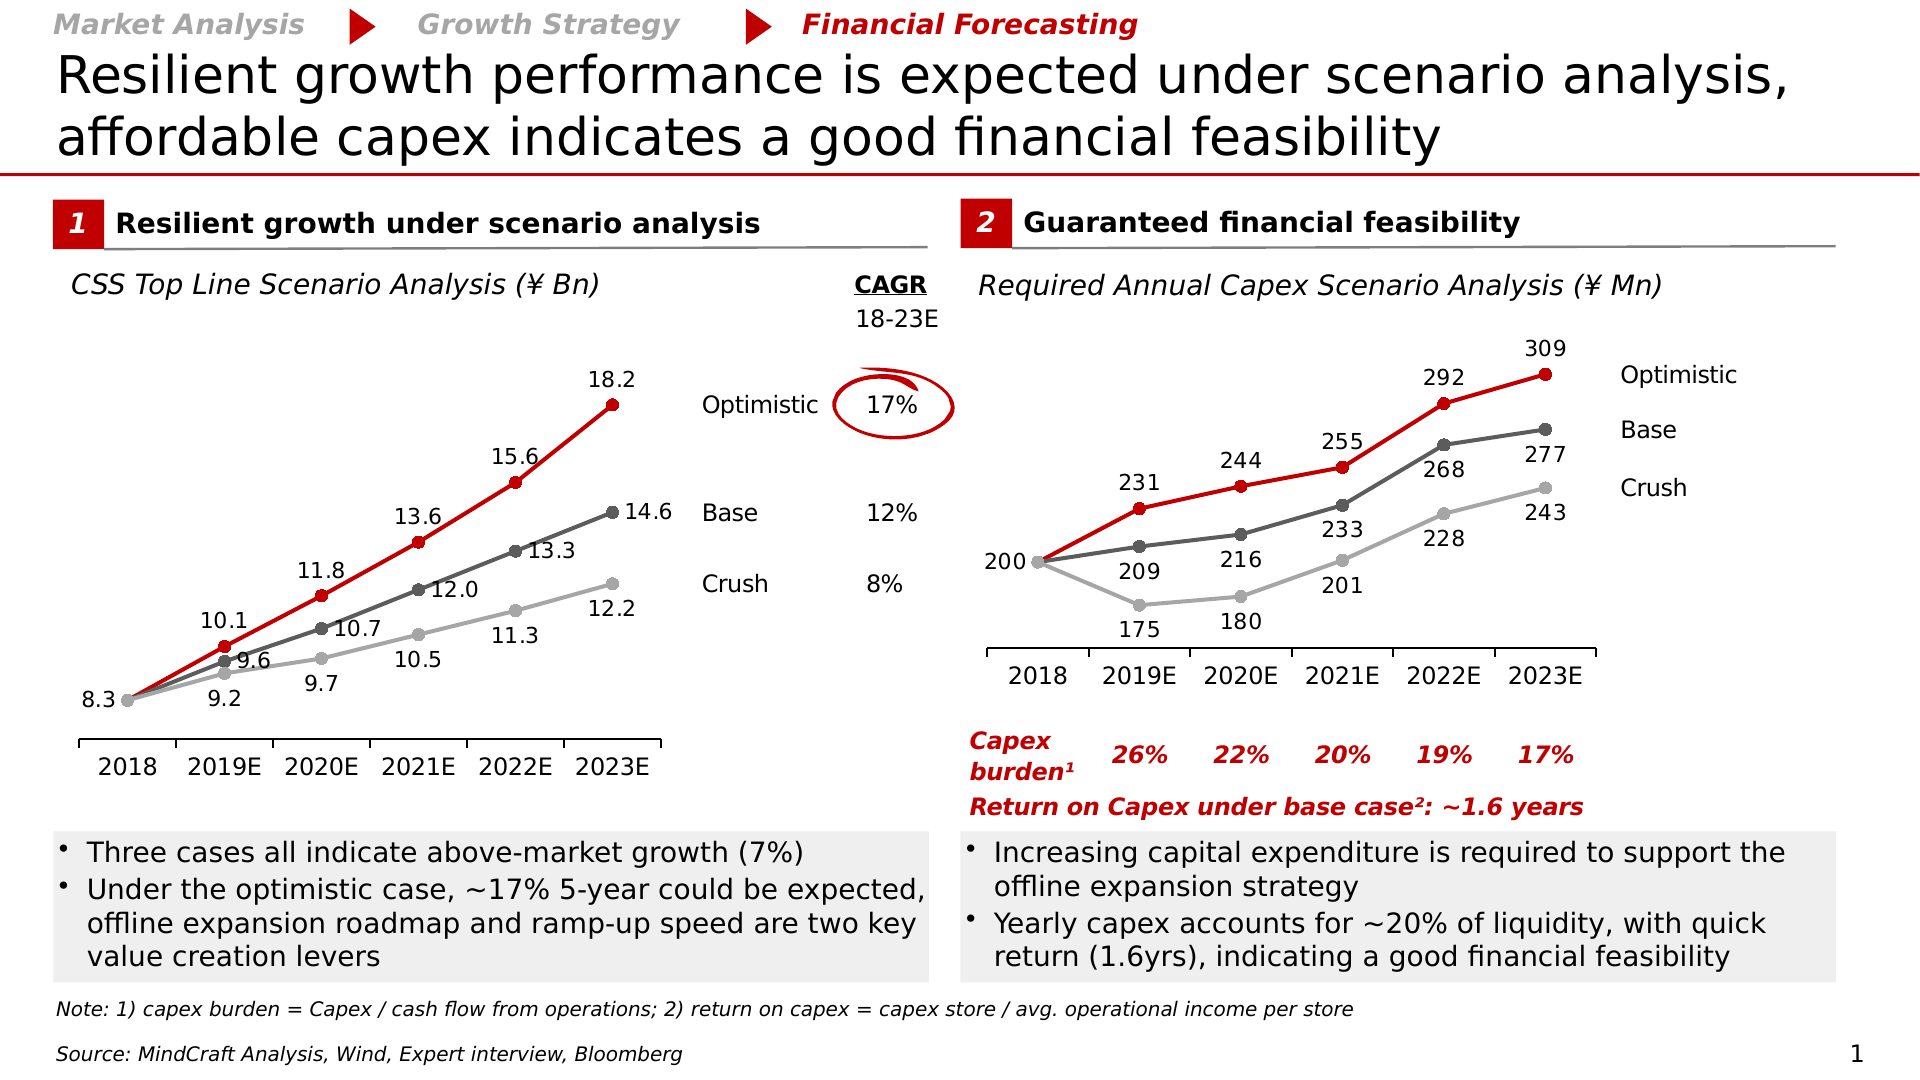 Market Analysis
Growth Strategy
Financial Forecasting
Resilient growth performance is expected under scenario analysis,
affordable capex indicates a good financial feasibility
1
Resilient growth under scenario analysis
CSS Top Line Scenario Analysis (¥ Bn)
CAGR
18-23E
18.2
Optimistic
17%
15.6
13.6
14.6
Base
12%
13.3
11.8
12.0
Crush
8%
12.2
10.1
10.7
11.3
9.6
10.5
9.7
8.3
9.2
2018
2019E
2020E
2021E
2022E
2023E
Three cases all indicate above-market growth (7%)
Under the optimistic case, ~17% 5-year could be expected,
offline expansion roadmap and ramp-up speed are two key
value creation levers
2
Guaranteed financial feasibility
Required Annual Capex Scenario Analysis (¥ Mn)
309
Optimistic
292
Base
255
277
244
268
231
Crush
243
233
228
200
216
209
201
180
175
2018
2019E
2020E
2021E
2022E
2023E
Capex
burden¹
26%
22%
20%
19%
17%
Return on Capex under base case²: ~1.6 years
Increasing capital expenditure is required to support the
offline expansion strategy
Yearly capex accounts for ~20% of liquidity, with quick
return (1.6yrs), indicating a good financial feasibility
Note: 1) capex burden = Capex / cash flow from operations; 2) return on capex = capex store / avg. operational income per store
Source: MindCraft Analysis, Wind, Expert interview, Bloomberg
1